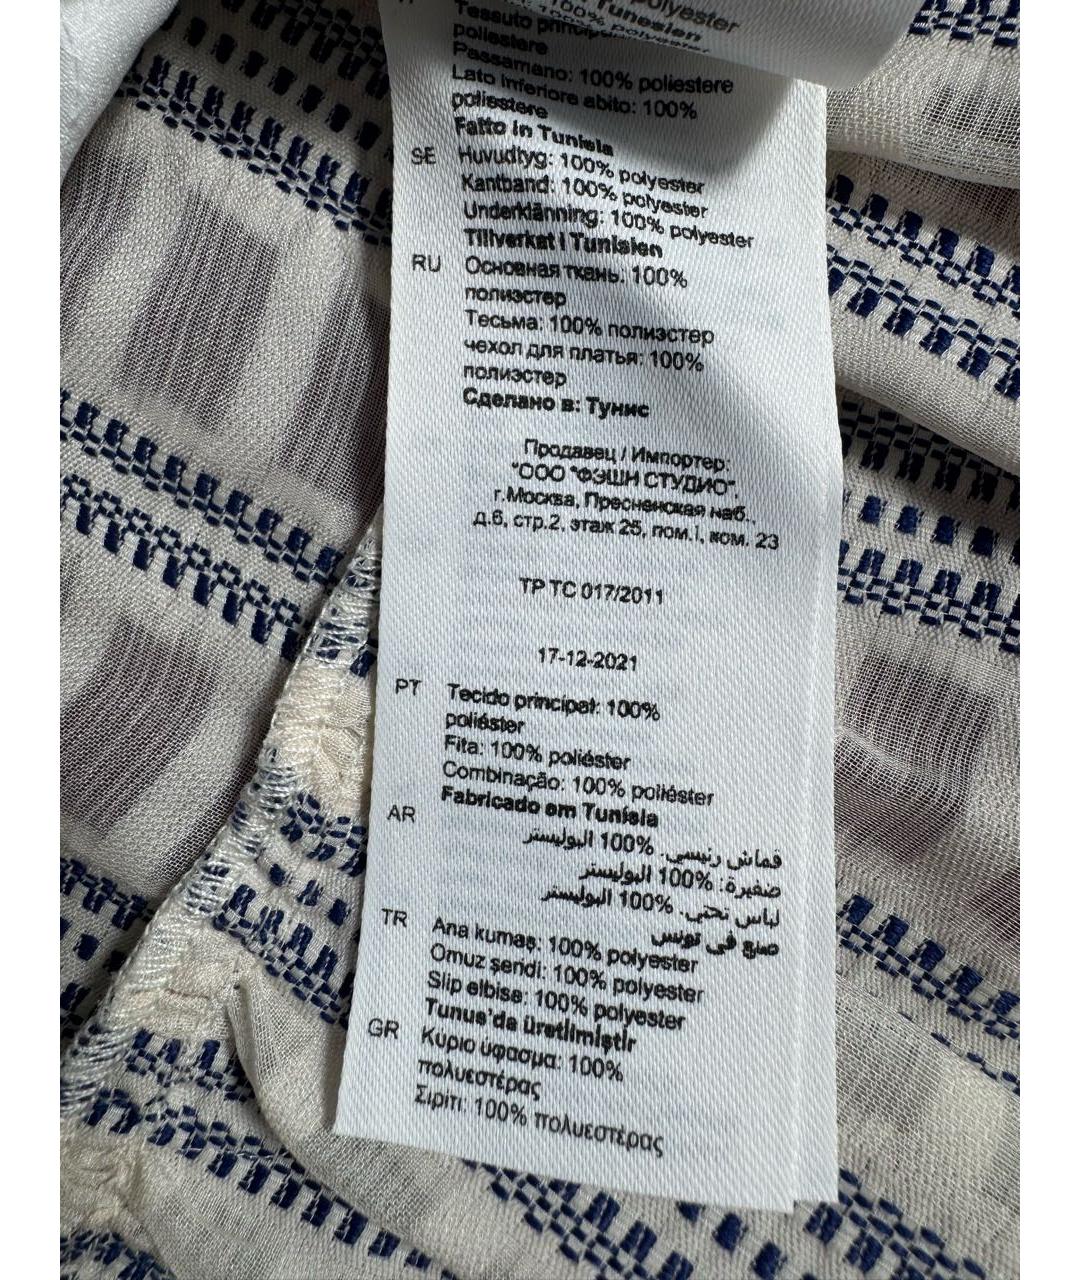 Polyester
Tunesien
100% polyester
Tessuto
poliestere
Passamano: 100% poliestere
Lato inferiore abito: 100%
poliestere
Fatto in Tunisia
SE Huvudtyg: 100% polyester
Kantband: 100% polyester
Underklänning: 100% polyester
Tillverkat i Tunisien
RU Основная ткань: 100%
полиэстер
Тесьма: 100% полиэстер
чехол для платья: 100%
полиэстер
Сделано в: Тунис
Продавец / Импортер:
"ООО "ФЭШН СТУДИО",
г.Москва, Пресненская наб.,
д.6, стр.2, этаж 25, пом.I, ком. 23
ТР ТС 017/2011
17-12-2021
PT Tecido principal: 100%
poliéster
Fita: 100% poliéster
Combinação: 100% poliéster
Fabricado em Tunísia
AR قماش رئيسي: 100% البوليستر
ضفيرة: 100% البوليستر
لباس تحتي: 100% البوليستر
صنع في تونس
TR Ana kumaş: 100% polyester
Omuz şeridi: 100% polyester
Slip elbise: 100% polyester
Tunus'da üretilmiştir
GR Κύριο ύφασμα: 100%
πολυεστέρας
Σιρίτι: 100% πολυεστέρας